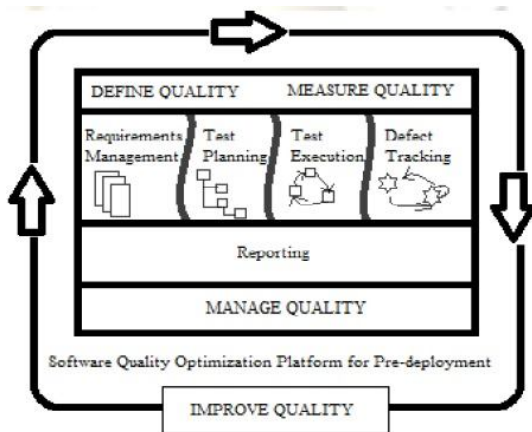 DEFINE QUALITY MEASURE QUALITY
Requirements Management
Test Planning
Test Execution
Defect Tracking
Reporting
MANAGE QUALITY
Software Quality Optimization Platform for Pre-deployment
IMPROVE QUALITY